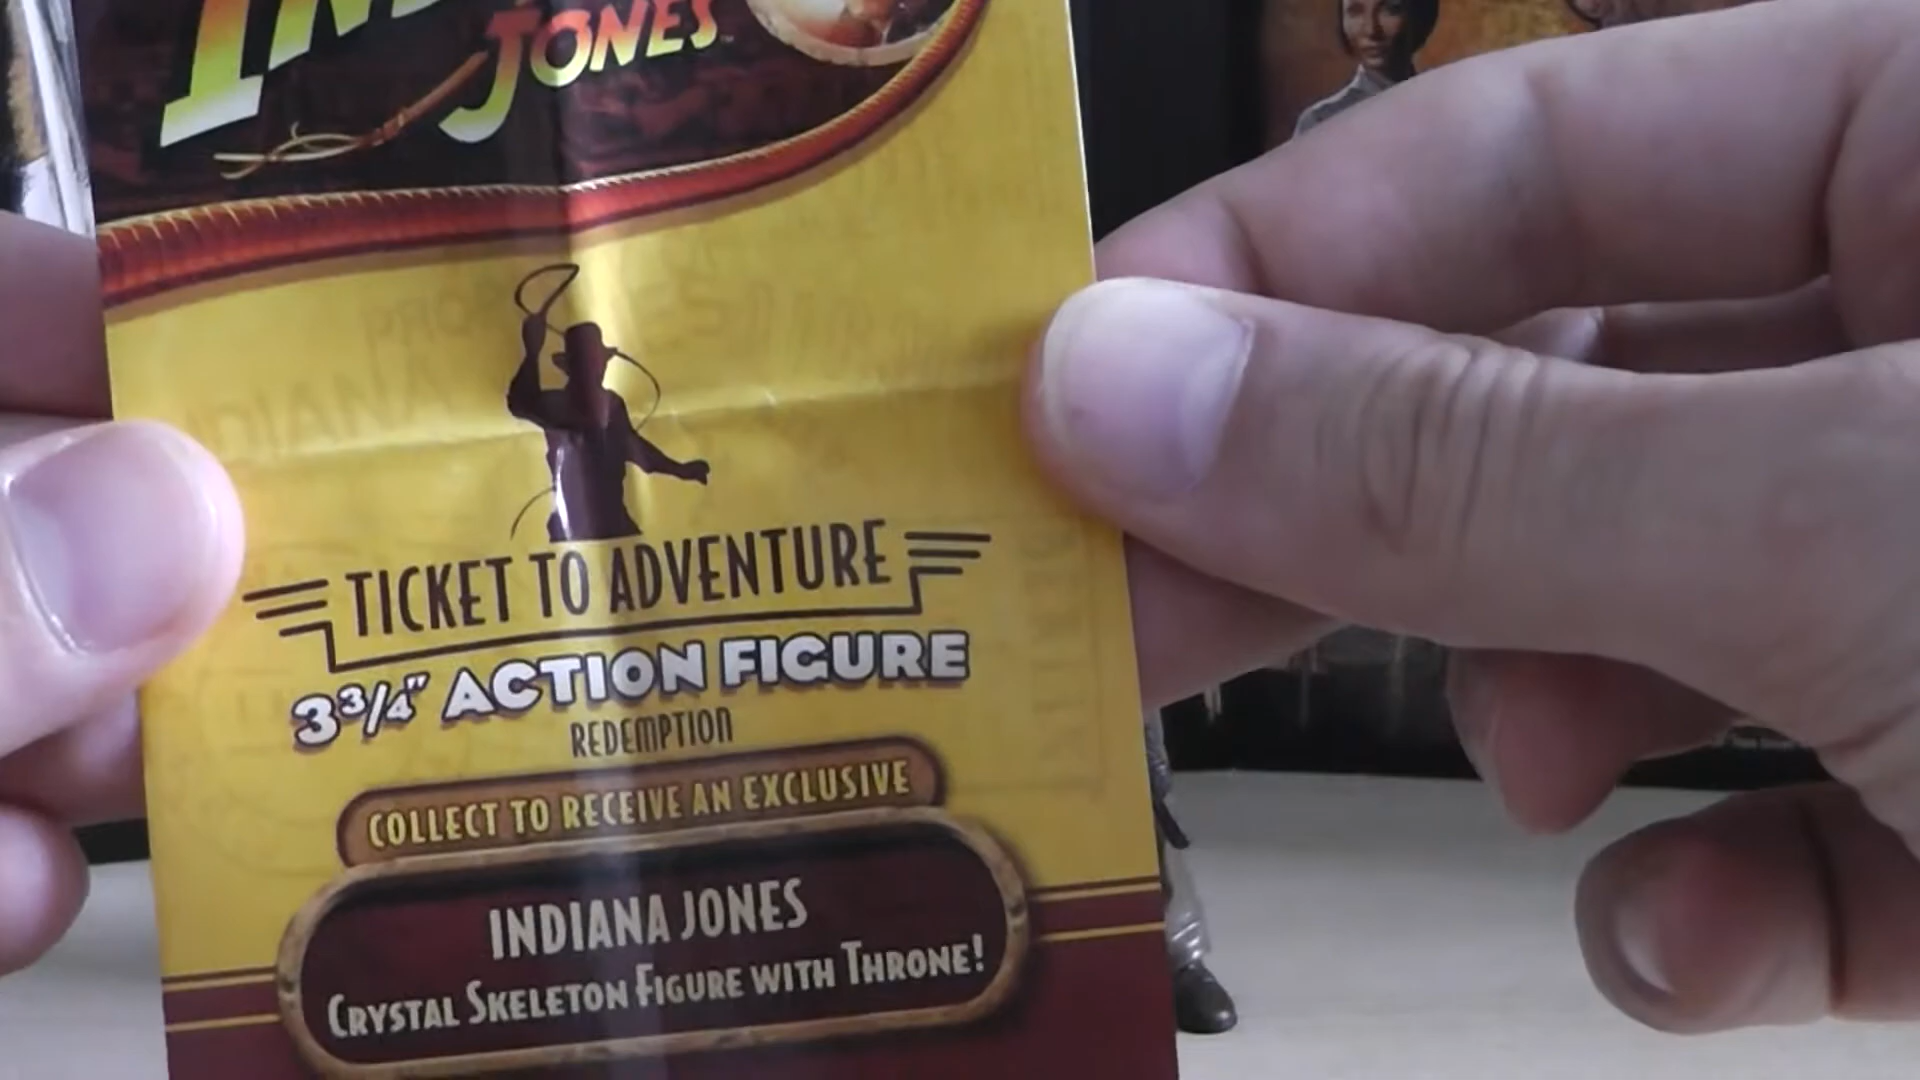 JONES
TICKET TO ADVENTURE
3 3/4" ACTION FIGURE
REDEMPTION
COLLECT TO RECEIVE AN EXCLUSIVE
INDIANA JONES
CRYSTAL SKELETON FIGURE WITH THRONE!